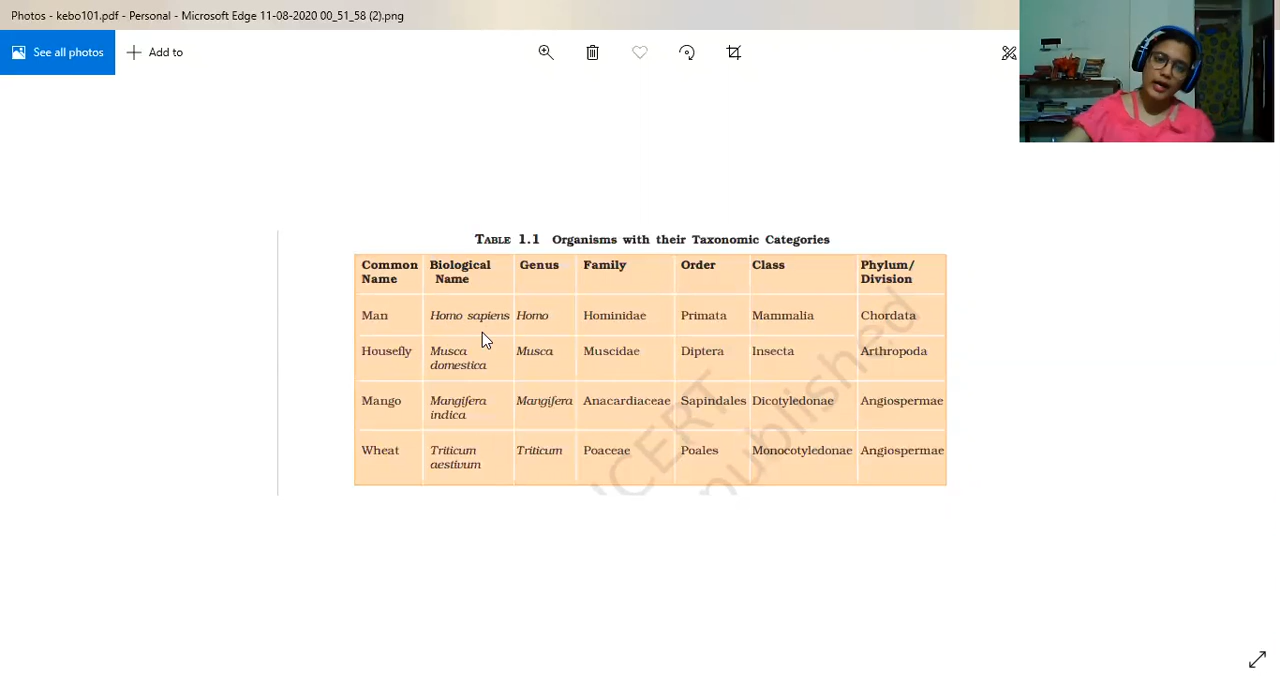 Photos - kebo101.pdf - Personal - Microsoft Edge 11-08-2020 00_51_58 (2).png
See all photos Add to
TABLE 1.1 Organisms with their Taxonomic Categories
Common Name Biological Name Genus Family Order Class Phylum/ Division
Man Homo sapiens Homo Hominidae Primata Mammalia Chordata
Housefly Musca domestica Musca Muscidae Diptera Insecta Arthropoda
Mango Mangifera indica Mangifera Anacardiaceae Sapindales Dicotyledonae Angiospermae
Wheat Triticum aestivum Triticum Poaceae Poales Monocotyledonae Angiospermae
NCERT
published